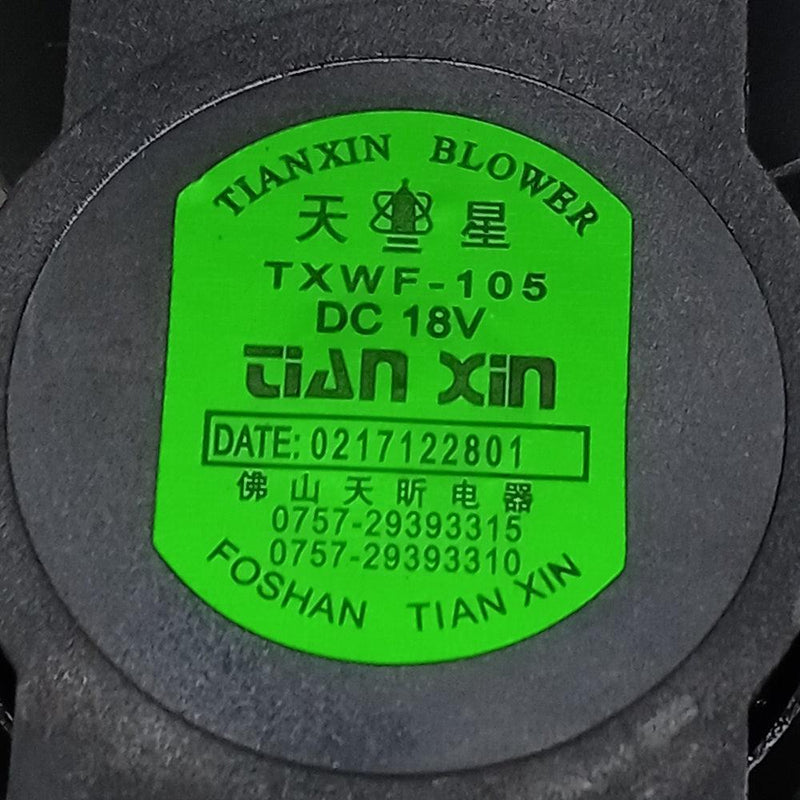 TIANXIN BLOWER
天 星
TXWF-105
DC 18V
TIAN XIN
DATE: 0217122801
佛山天昕电器
0757-29393315
0757-29393310
FOSHAN TIAN XIN